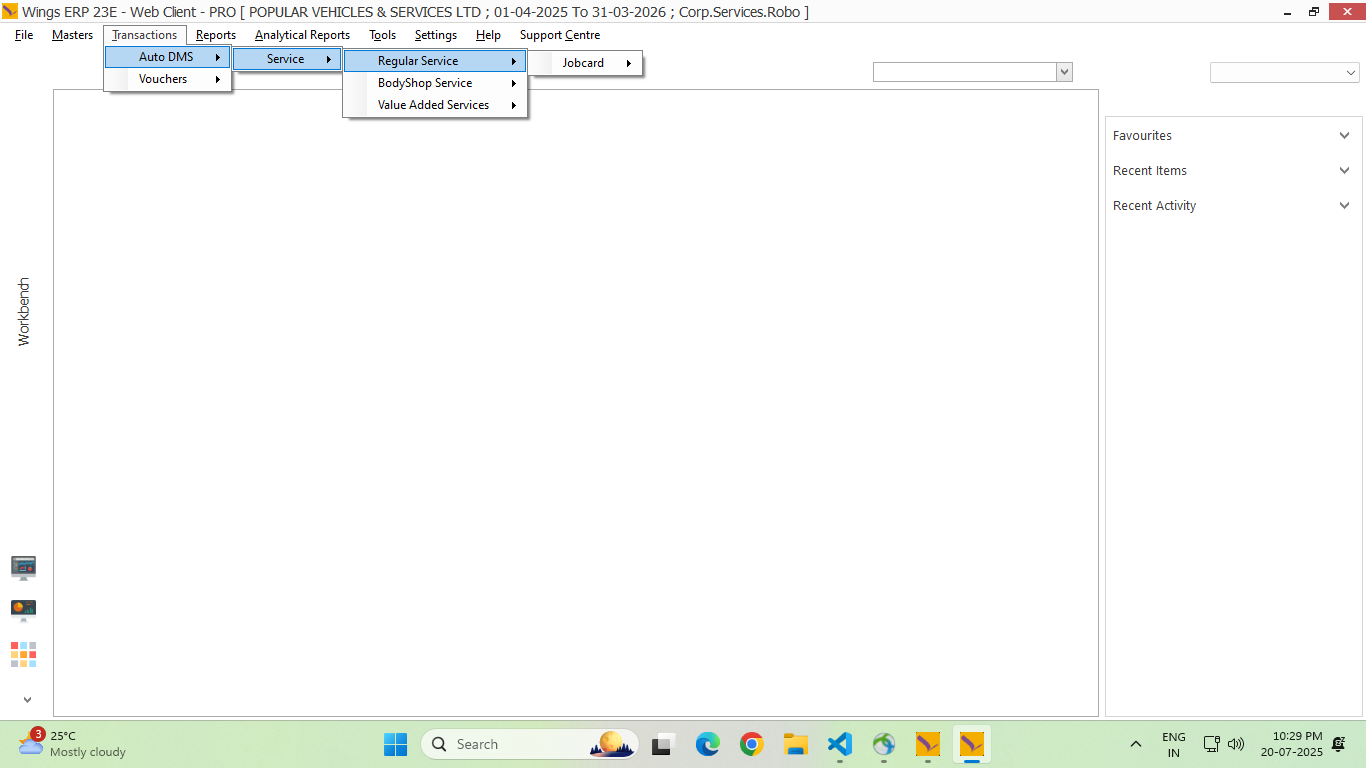 Wings ERP 23E - Web Client - PRO [ POPULAR VEHICLES & SERVICES LTD ; 01-04-2025 To 31-03-2026 ; Corp.Services.Robo ]
File Masters Transactions Reports Analytical Reports Tools Settings Help Support Centre
Auto DMS Service Regular Service Jobcard
Vouchers BodyShop Service
Value Added Services
Favourites
Recent Items
Recent Activity
Workbench
3 25°C
Mostly cloudy
Search
ENG
IN
10:29 PM
20-07-2025